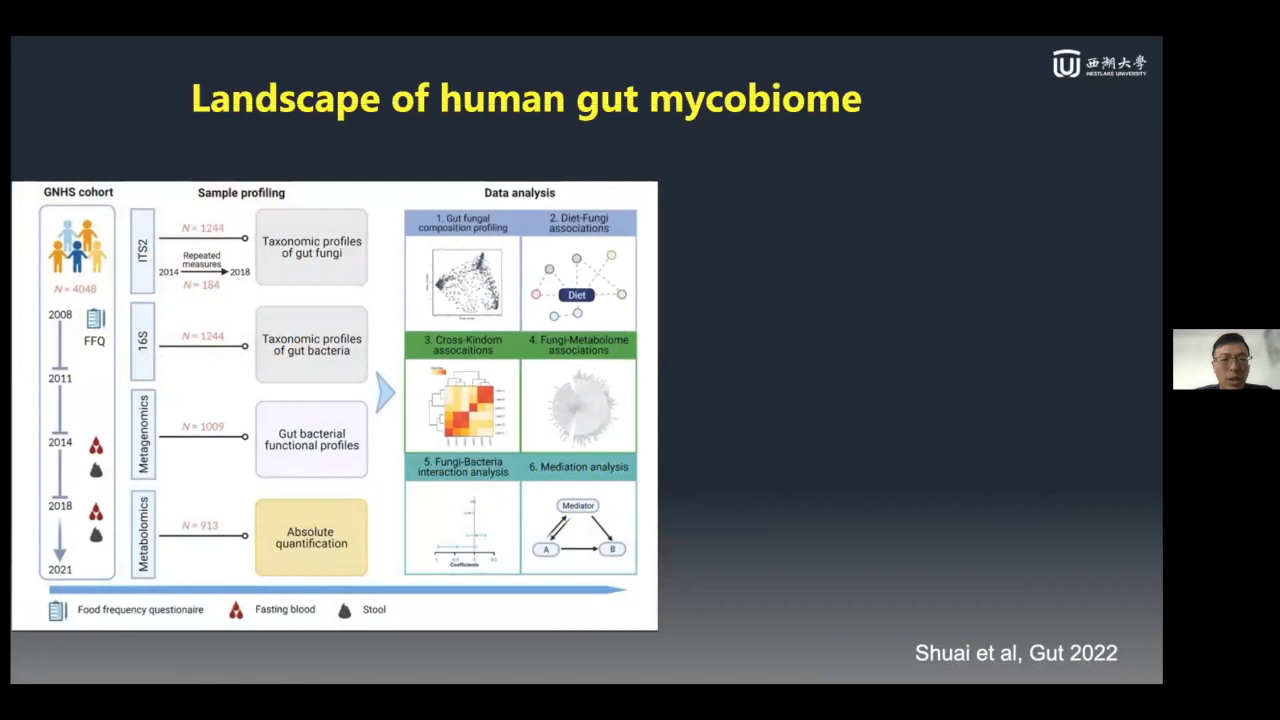 西湖大學
WESTLAKE UNIVERSITY
Landscape of human gut mycobiome
GNHS cohort
Sample profiling
Data analysis
N = 4048
2008
FFQ
2011
2014
2018
2021
ITS2
N = 1244
Repeated
measures
2014
2018
N = 184
Taxonomic profiles
of gut fungi
16S
N = 1244
Taxonomic profiles
of gut bacteria
Metagenomics
N = 1009
Gut bacterial
functional profiles
Metabolomics
N = 913
Absolute
quantification
1. Gut fungal
composition profiling
2. Diet-Fungi
associations
Diet
3. Cross-Kindom
assocaitions
4. Fungi-Metabolome
associations
5. Fungi-Bacteria
interaction analysis
Coefficients
6. Mediation analysis
Mediator
A
B
Food frequency questionaire
Fasting blood
Stool
Shuai et al, Gut 2022